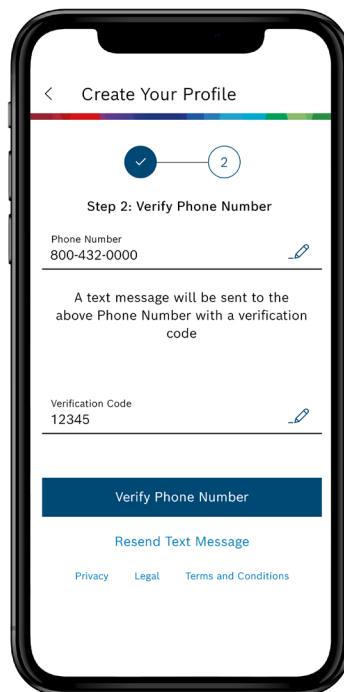 Create Your Profile
2
Step 2: Verify Phone Number
Phone Number
800-432-0000
A text message will be sent to the
above Phone Number with a verification
code
Verification Code
12345
Verify Phone Number
Resend Text Message
Privacy Legal Terms and Conditions